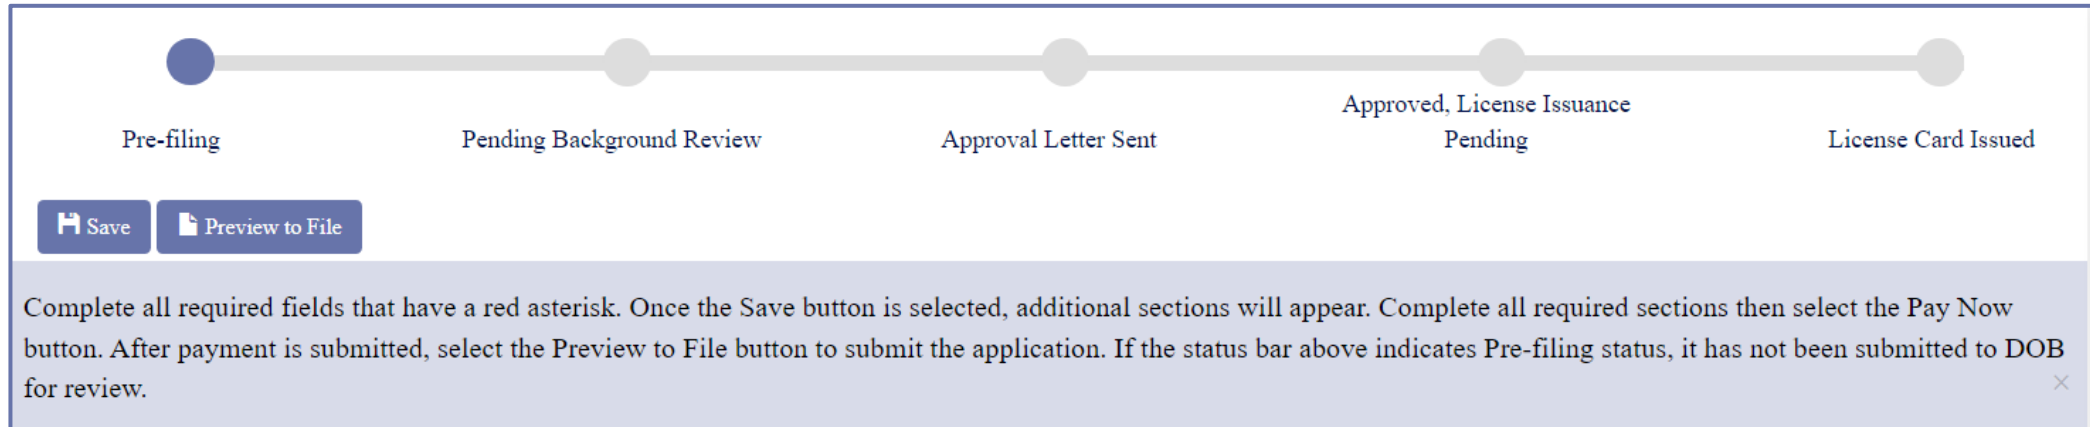 Pre-filing
Pending Background Review
Approval Letter Sent
Approved, License Issuance
Pending
License Card Issued
Save
Preview to File
Complete all required fields that have a red asterisk. Once the Save button is selected, additional sections will appear. Complete all required sections then select the Pay Now
button. After payment is submitted, select the Preview to File button to submit the application. If the status bar above indicates Pre-filing status, it has not been submitted to DOB
for review.